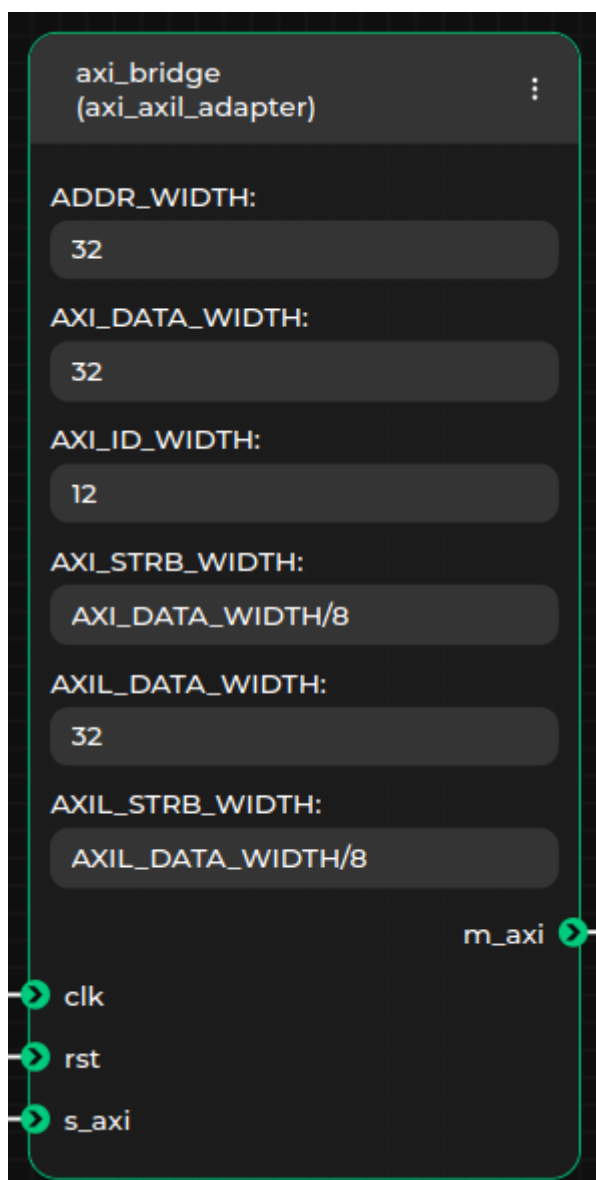 axi_bridge
(axi_axil_adapter)
ADDR_WIDTH:
32
AXI_DATA_WIDTH:
32
AXI_ID_WIDTH:
12
AXI_STRB_WIDTH:
AXI_DATA_WIDTH/8
AXIL_DATA_WIDTH:
32
AXIL_STRB_WIDTH:
AXIL_DATA_WIDTH/8
m_axi
clk
rst
s_axi